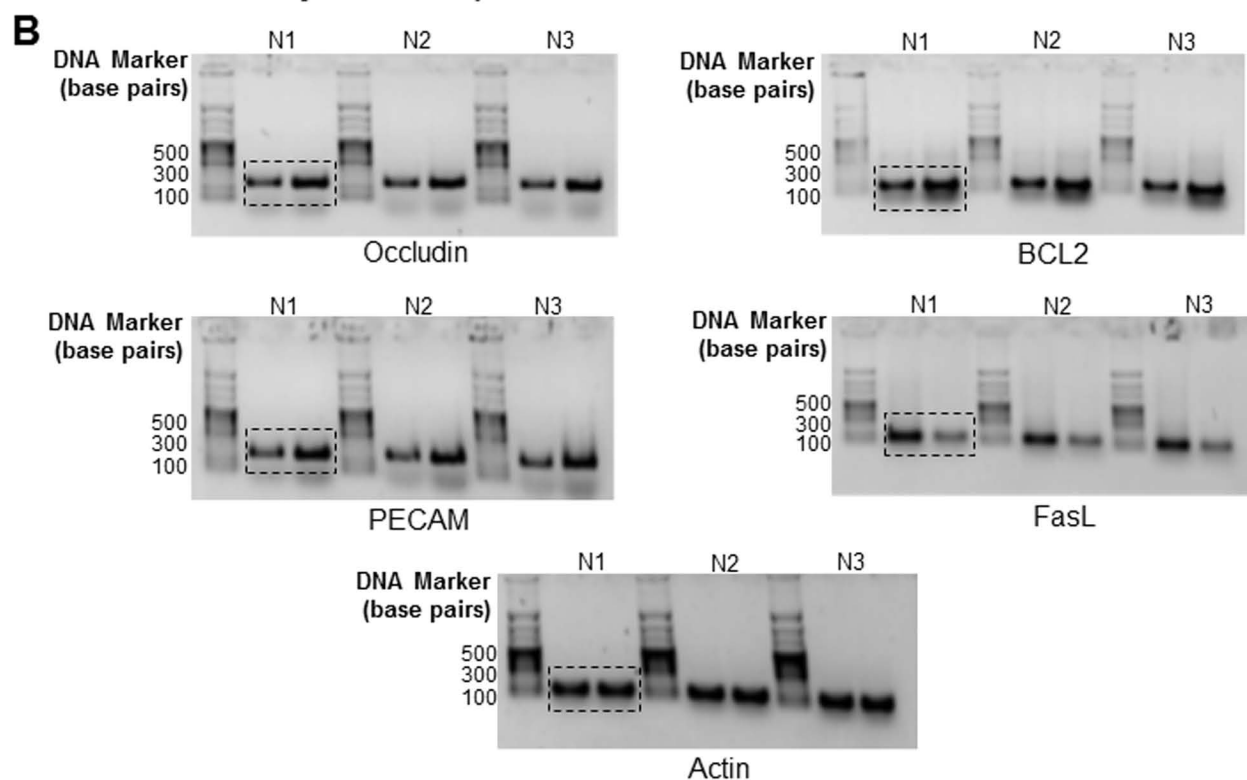 B
N1 N2 N3
DNA Marker
(base pairs)
500
300
100
Occludin
N1 N2 N3
DNA Marker
(base pairs)
500
300
100
BCL2
N1 N2 N3
DNA Marker
(base pairs)
500
300
100
PECAM
N1 N2 N3
DNA Marker
(base pairs)
500
300
100
FasL
N1 N2 N3
DNA Marker
(base pairs)
500
300
100
Actin